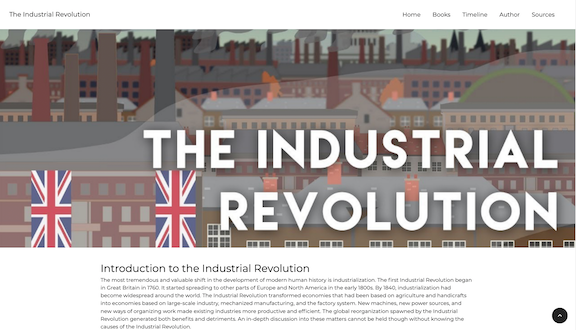 The Industrial Revolution
Home Books Timeline Author Sources
THE INDUSTRIAL
REVOLUTION
Introduction to the Industrial Revolution
The most tremendous and valuable shift in the development of modern human history is industrialization. The first Industrial Revolution began
in Great Britain in 1760. It started spreading to other parts of Europe and North America in the early 1800s. By 1840, industrialization had
become widespread around the world. The Industrial Revolution transformed economies that had been based on agriculture and handicrafts
into economies based on large-scale industry, mechanized manufacturing, and the factory system. New machines, new power sources, and
new ways of organizing work made existing industries more productive and efficient. The global reorganization spawned by the Industrial
Revolution generated both benefits and detriments. An in-depth discussion into these matters cannot be held though without knowing the
causes of the Industrial Revolution.